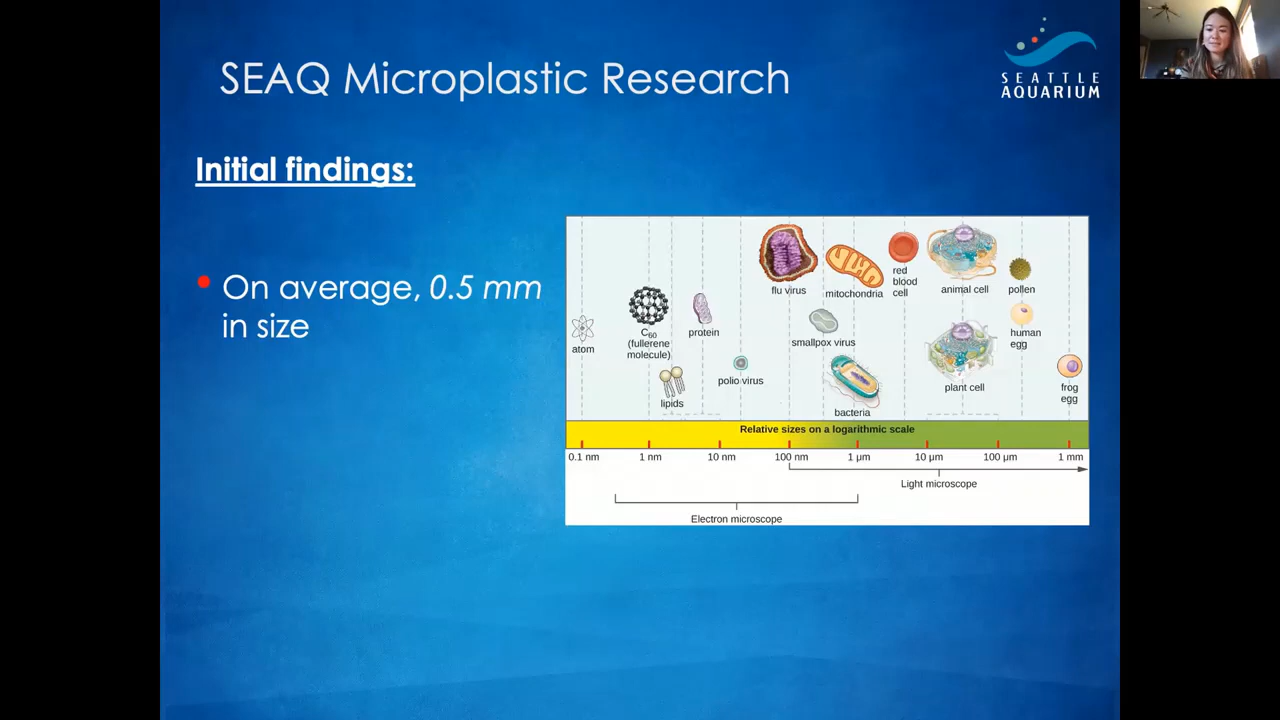 SEAQ Microplastic Research
SEATTLE
AQUARIUM
Initial findings:
On average, 0.5 mm
in size
atom
C60
(fullerene
molecule)
lipids
protein
polio virus
flu virus
mitochondria
red
blood
cell
smallpox virus
bacteria
animal cell
plant cell
pollen
human
egg
frog
egg
Relative sizes on a logarithmic scale
0.1 nm 1 nm 10 nm 100 nm 1 µm 10 µm 100 µm 1 mm
Light microscope
Electron microscope